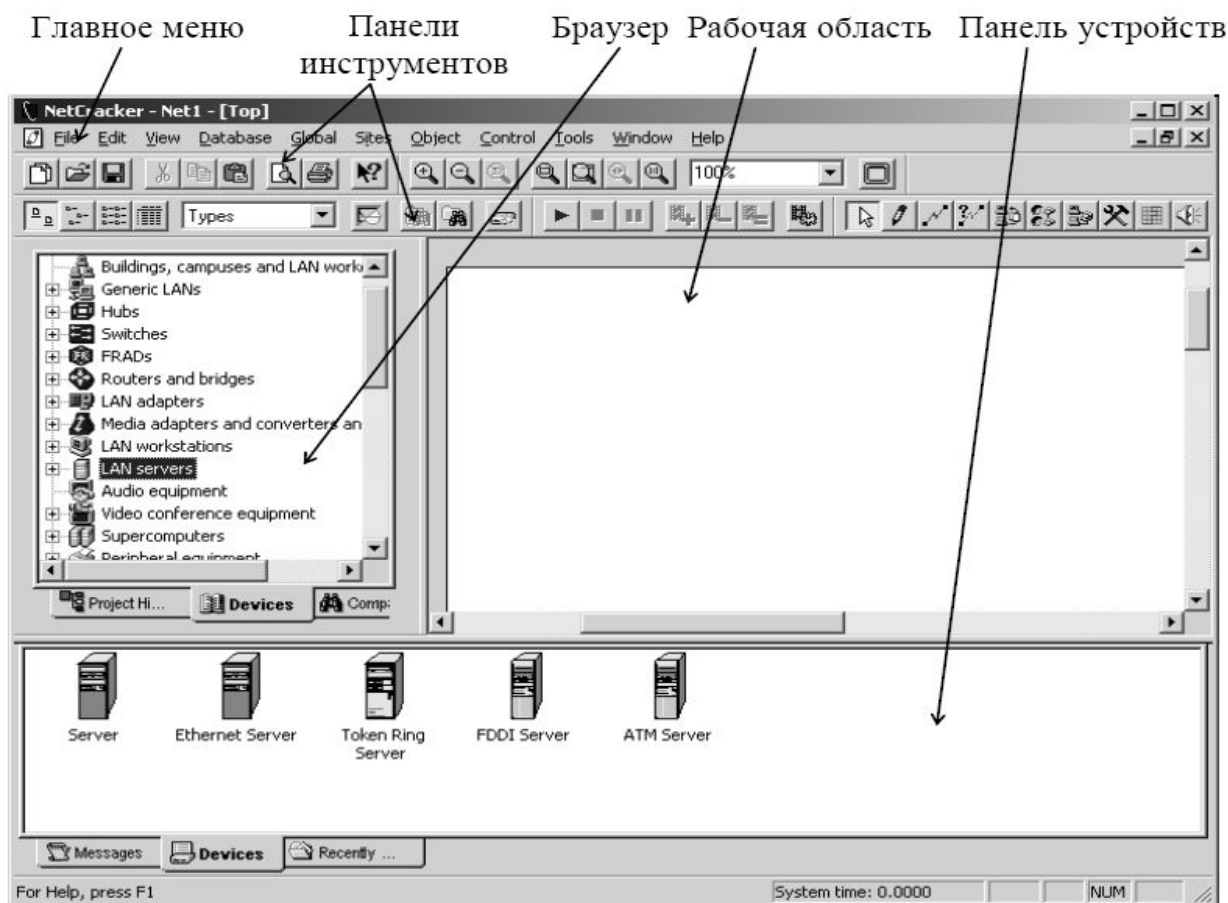 Главное меню
Панели
инструментов
Браузер
Рабочая область
Панель устройств
NetCracker - Net1 - [Top]
File Edit View Database Global Sites Object Control Tools Window Help
100%
Types
Buildings, campuses and LAN work
Generic LANs
Hubs
Switches
FRADs
Routers and bridges
LAN adapters
Media adapters and converters an
LAN workstations
LAN servers
Audio equipment
Video conference equipment
Supercomputers
Peripheral equipment
Project Hi... Devices Comp
Server
Ethernet Server
Token Ring
Server
FDDI Server
ATM Server
Messages Devices Recently ...
For Help, press F1 System time: 0.0000 NUM